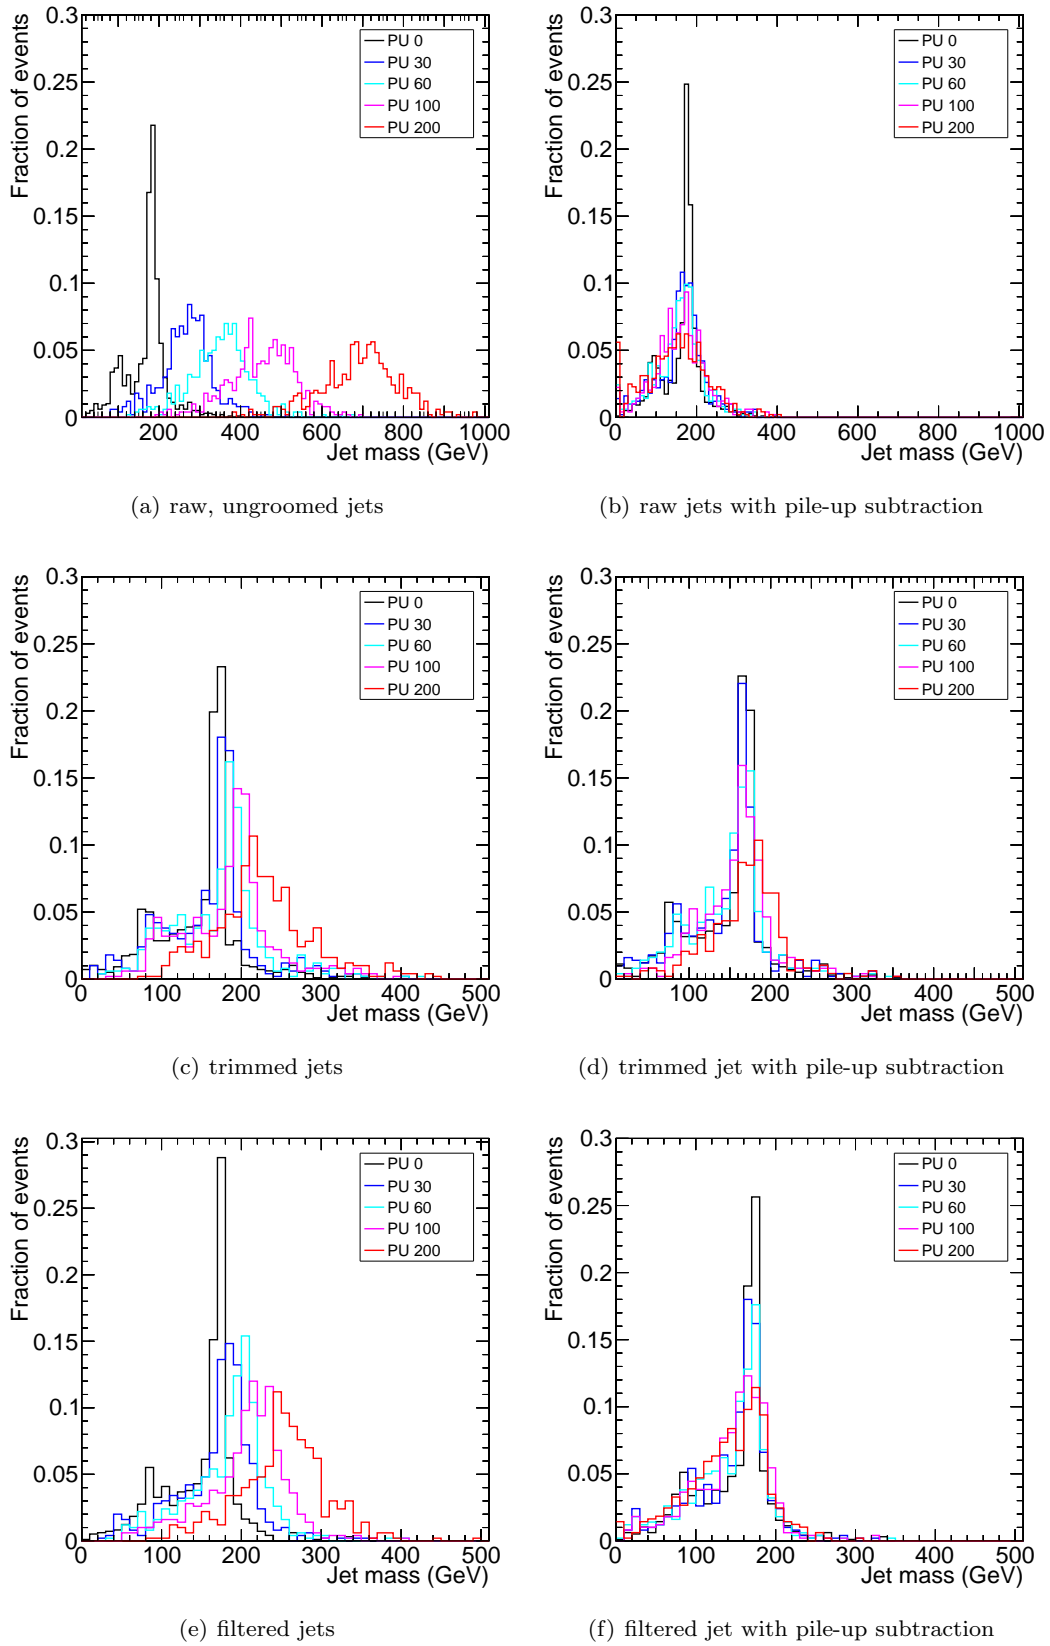 0.3
0.25
0.2
0.15
0.1
0.05
0
Fraction of events
PU 0
PU 30
PU 60
PU 100
PU 200
200 400 600 800 1000
Jet mass (GeV)
(a) raw, ungroomed jets
0.3
0.25
0.2
0.15
0.1
0.05
0
Fraction of events
PU 0
PU 30
PU 60
PU 100
PU 200
0 200 400 600 800 1000
Jet mass (GeV)
(b) raw jets with pile-up subtraction
0.3
0.25
0.2
0.15
0.1
0.05
0
Fraction of events
PU 0
PU 30
PU 60
PU 100
PU 200
0 100 200 300 400 500
Jet mass (GeV)
(c) trimmed jets
0.3
0.25
0.2
0.15
0.1
0.05
0
Fraction of events
PU 0
PU 30
PU 60
PU 100
PU 200
100 200 300 400 500
Jet mass (GeV)
(d) trimmed jet with pile-up subtraction
0.3
0.25
0.2
0.15
0.1
0.05
0
Fraction of events
PU 0
PU 30
PU 60
PU 100
PU 200
0 100 200 300 400 500
Jet mass (GeV)
(e) filtered jets
0.3
0.25
0.2
0.15
0.1
0.05
0
Fraction of events
PU 0
PU 30
PU 60
PU 100
PU 200
0 100 200 300 400 500
Jet mass (GeV)
(f) filtered jet with pile-up subtraction